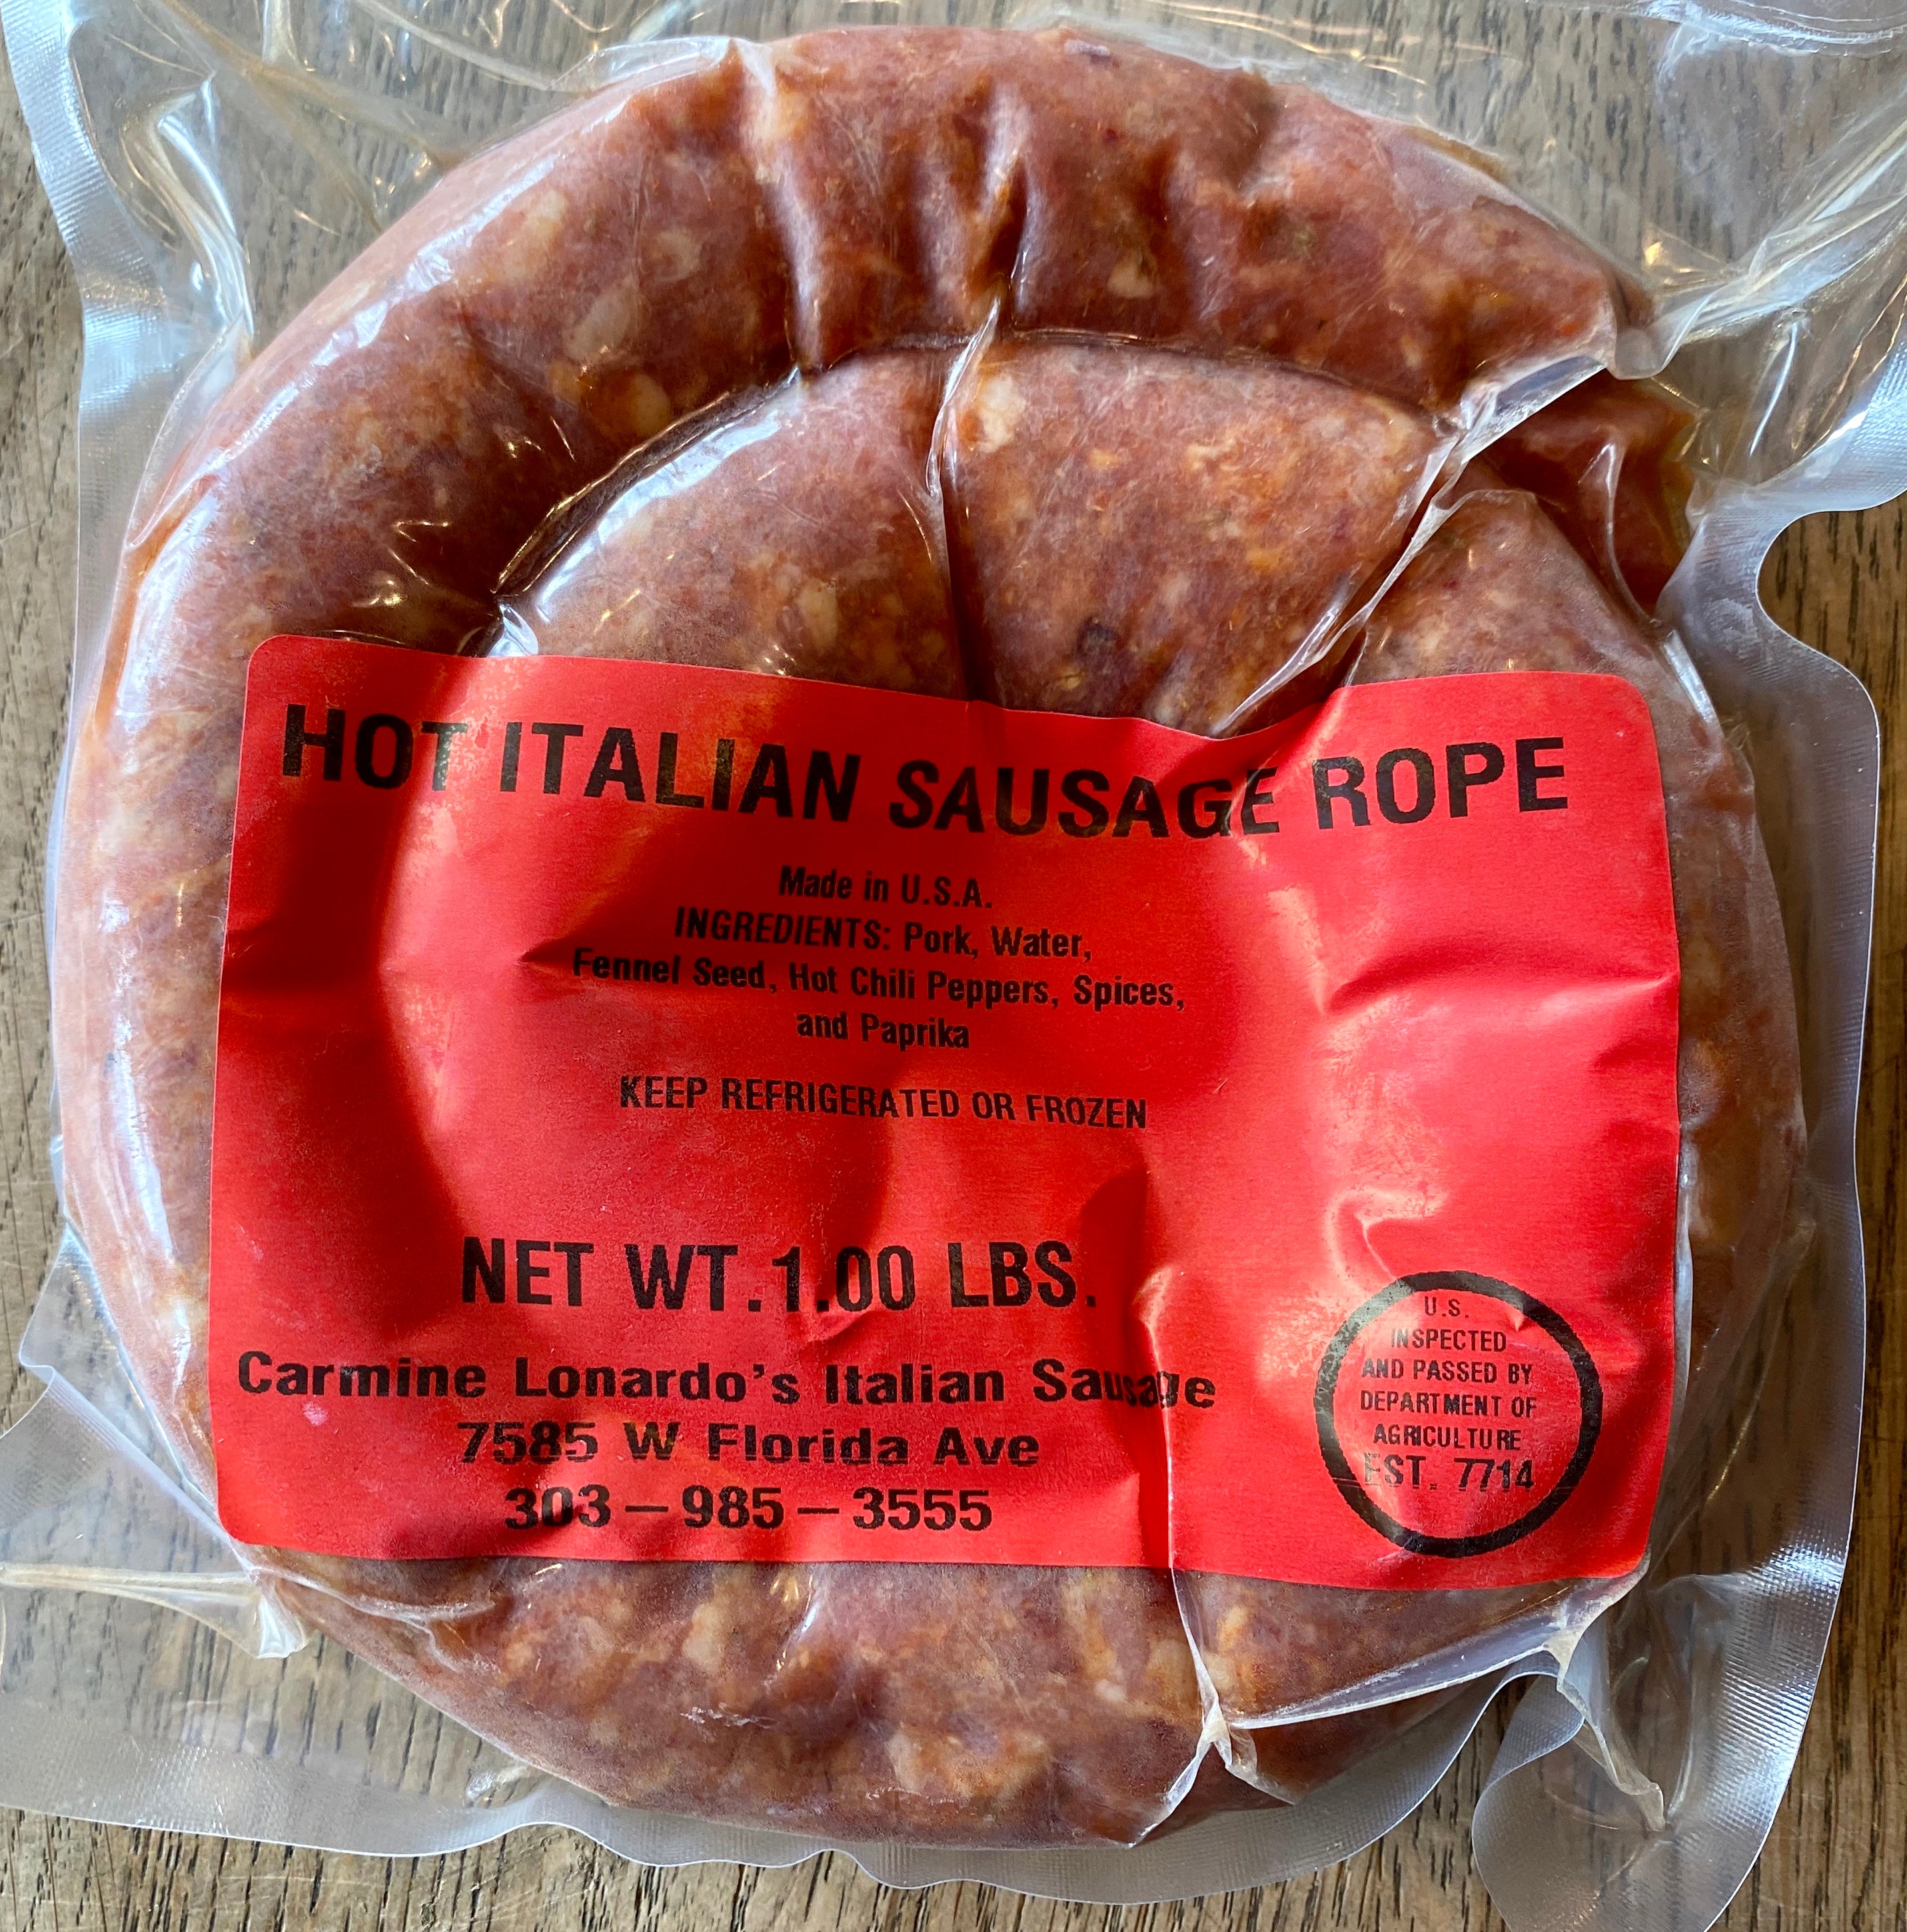 HOT ITALIAN SAUSAGE ROPE
Made in U.S.A.
INGREDIENTS: Pork, Water,
Fennel Seed, Hot Chili Peppers, Spices,
and Paprika
KEEP REFRIGERATED OR FROZEN
NET WT. 1.00 LBS.
Carmine Lonardo's Italian Sausage
7585 W Florida Ave
303-985-3555
U.S.
INSPECTED
AND PASSED BY
DEPARTMENT OF
AGRICULTURE
EST. 7714